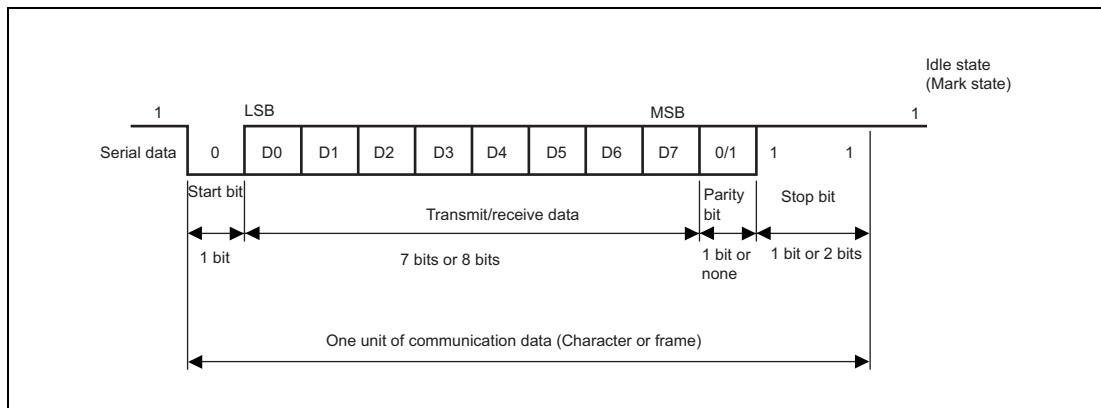 Idle state
(Mark state)
1 LSB MSB 1
Serial data 0 D0 D1 D2 D3 D4 D5 D6 D7 0/1 1 1
Start bit
Transmit/receive data
Parity
bit
Stop bit
1 bit
7 bits or 8 bits
1 bit or
none
1 bit or 2 bits
One unit of communication data (Character or frame)